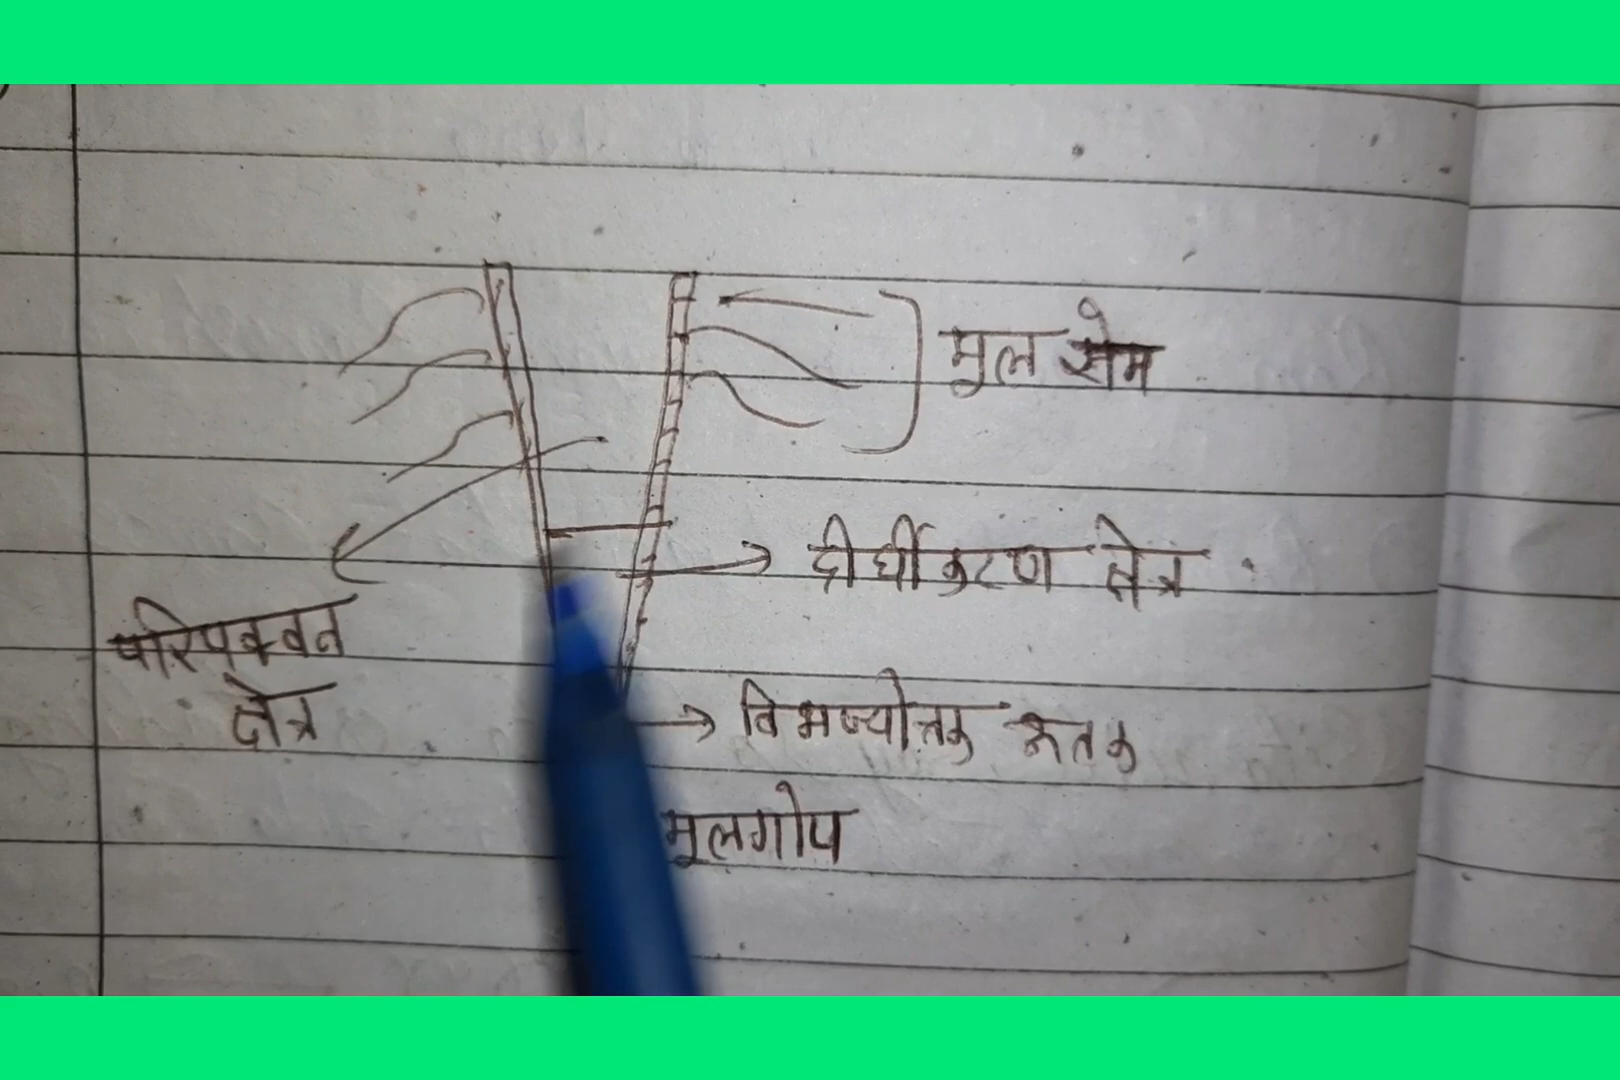 मूल रोम
दीर्घीकरण क्षेत्र
परिपक्वन
क्षेत्र
विभज्योत्तक ऊतक
मूलगोप